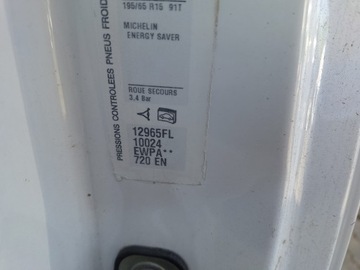 195/65 R15 91T
MICHELIN
ENERGY SAVER
ROUE SECOURS
3,4 Bar
12965FL
10024
EWPA**
720 EN
PRESSIONS CONTROLEES PNEUS FROIDS